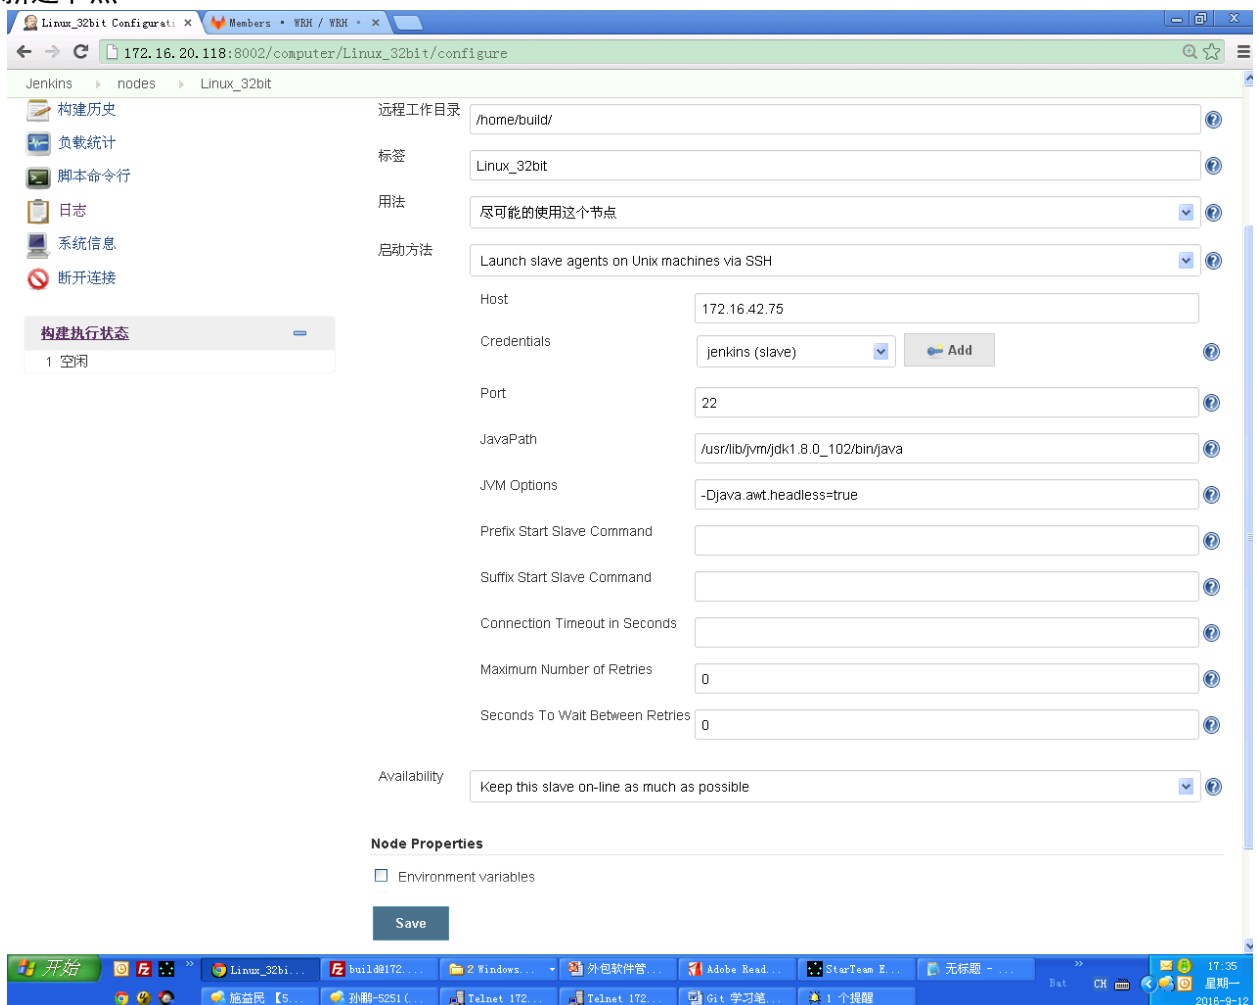 Linux_32bit Configurati
Members · WRH / WRH ·
172.16.20.118:8002/computer/Linux_32bit/configure
Jenkins
nodes
Linux_32bit
构建历史
负载统计
脚本命令行
日志
系统信息
断开连接
构建执行状态
1 空闲
远程工作目录
/home/build/
标签
Linux_32bit
用法
尽可能的使用这个节点
启动方法
Launch slave agents on Unix machines via SSH
Host
172.16.42.75
Credentials
jenkins (slave)
Add
Port
22
JavaPath
/usr/lib/jvm/jdk1.8.0_102/bin/java
JVM Options
-Djava.awt.headless=true
Prefix Start Slave Command
Suffix Start Slave Command
Connection Timeout in Seconds
Maximum Number of Retries
0
Seconds To Wait Between Retries
0
Availability
Keep this slave on-line as much as possible
Node Properties
Environment variables
Save
开始
Linux_32bi...
build@172....
2 Windows...
外包软件管...
Adobe Read...
StarTeam E...
无标题 - ...
17:35
施益民 【5...
孙鹏-5251(...
Telnet 172...
Telnet 172...
Git 学习笔...
1 个提醒
Bat
CH
星期一